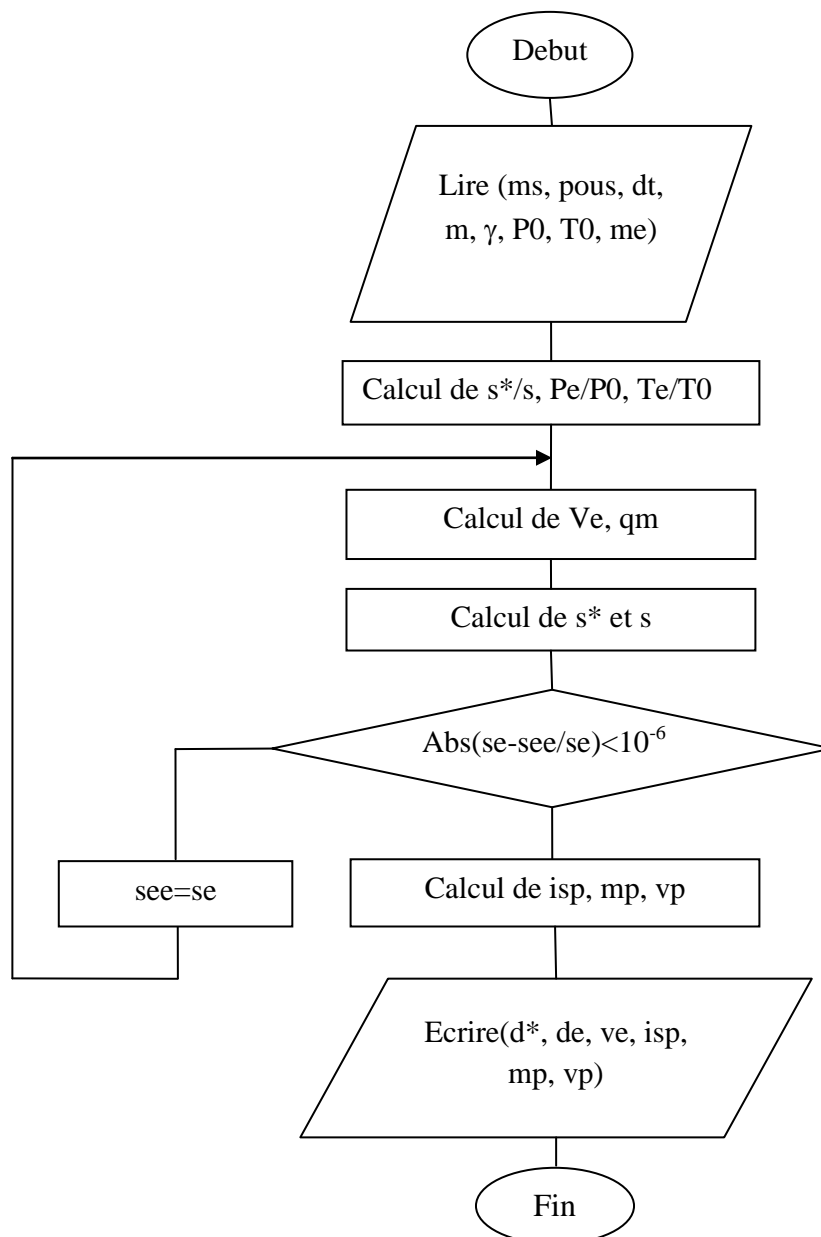 Debut
Lire (ms, pous, dt,
m, γ, P0, T0, me)
Calcul de s*/s, Pe/P0, Te/T0
Calcul de Ve, qm
Calcul de s* et s
Abs(se-see/se)<10⁻⁶
see=se
Calcul de isp, mp, vp
Ecrire(d*, de, ve, isp,
mp, vp)
Fin